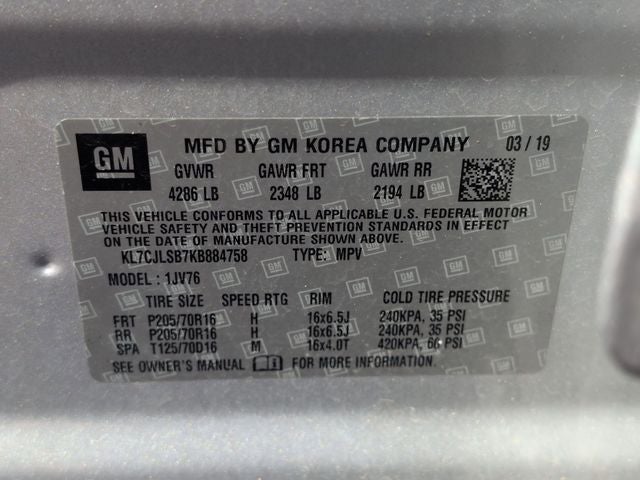 GM MFD BY GM KOREA COMPANY 03 / 19
GVWR GAWR FRT GAWR RR
4286 LB 2348 LB 2194 LB
THIS VEHICLE CONFORMS TO ALL APPLICABLE U.S. FEDERAL MOTOR
VEHICLE SAFETY AND THEFT PREVENTION STANDARDS IN EFFECT
ON THE DATE OF MANUFACTURE SHOWN ABOVE.
KL7CJLSB7KB884758 TYPE: MPV
MODEL : 1JV76
TIRE SIZE SPEED RTG RIM COLD TIRE PRESSURE
FRT P205/70R16 H 16x6.5J 240KPA, 35 PSI
RR P205/70R16 H 16x6.5J 240KPA, 35 PSI
SPA T125/70D16 M 16x4.0T 420KPA, 60 PSI
SEE OWNER'S MANUAL FOR MORE INFORMATION.